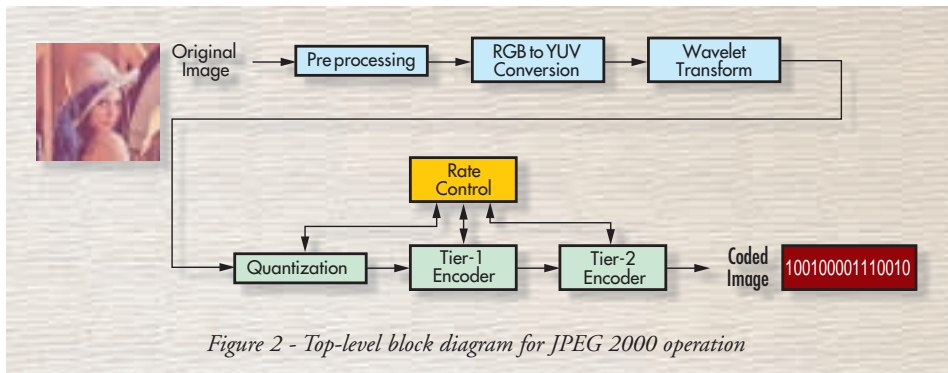 Original
Image
Pre processing
RGB to YUV
Conversion
Wavelet
Transform
Rate
Control
Quantization
Tier-1
Encoder
Tier-2
Encoder
Coded
Image
100100001110010
Figure 2 - Top-level block diagram for JPEG 2000 operation